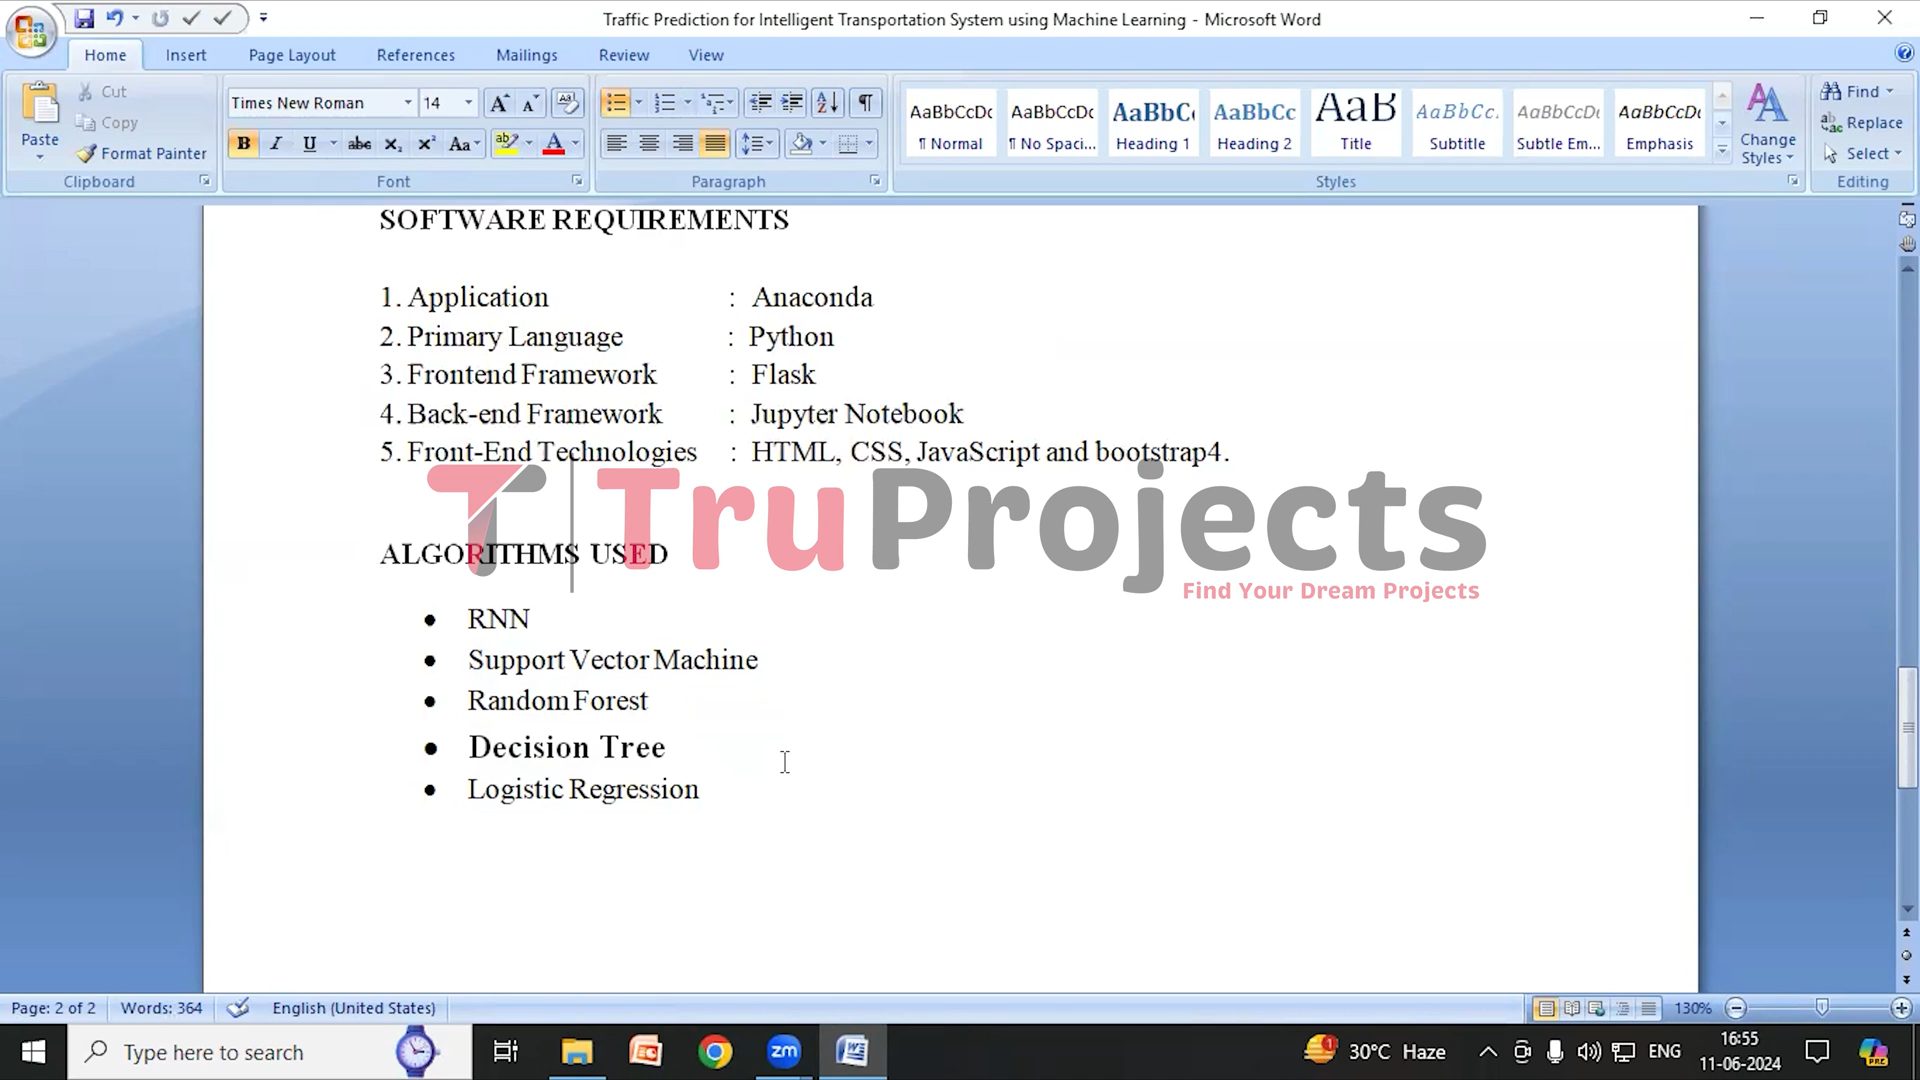 Traffic Prediction for Intelligent Transportation System using Machine Learning - Microsoft Word
Home Insert Page Layout References Mailings Review View
Paste
Cut
Copy
Format Painter
Clipboard
Times New Roman 14
Font
Paragraph
AaBbCcDc AaBbCcDc AaBbC AaBbCc AaB AaBbCc. AaBbCcDc AaBbCcDc
¶ Normal ¶ No Spaci... Heading 1 Heading 2 Title Subtitle Subtle Em... Emphasis
Change Styles
Styles
Find
Replace
Select
Editing
SOFTWARE REQUIREMENTS
1. Application : Anaconda
2. Primary Language : Python
3. Frontend Framework : Flask
4. Back-end Framework : Jupyter Notebook
5. Front-End Technologies : HTML, CSS, JavaScript and bootstrap4.
TruProjects
Find Your Dream Projects
ALGORITHMS USED
• RNN
• Support Vector Machine
• Random Forest
• Decision Tree
• Logistic Regression
Page: 2 of 2 Words: 364 English (United States) 130%
Type here to search
zm
30°C Haze
ENG
16:55
11-06-2024